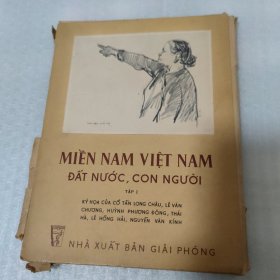 MIỀN NAM VIỆT NAM
ĐẤT NƯỚC, CON NGƯỜI
TẬP I
KÝ HỌA CỦA CỔ TẤN LONG CHÂU, LÊ VĂN
CHƯƠNG, HUỲNH PHƯƠNG ĐÔNG, THÁI
HÀ, LÊ HỒNG HẢI, NGUYỄN VĂN KÍNH
NHÀ XUẤT BẢN GIẢI PHÓNG